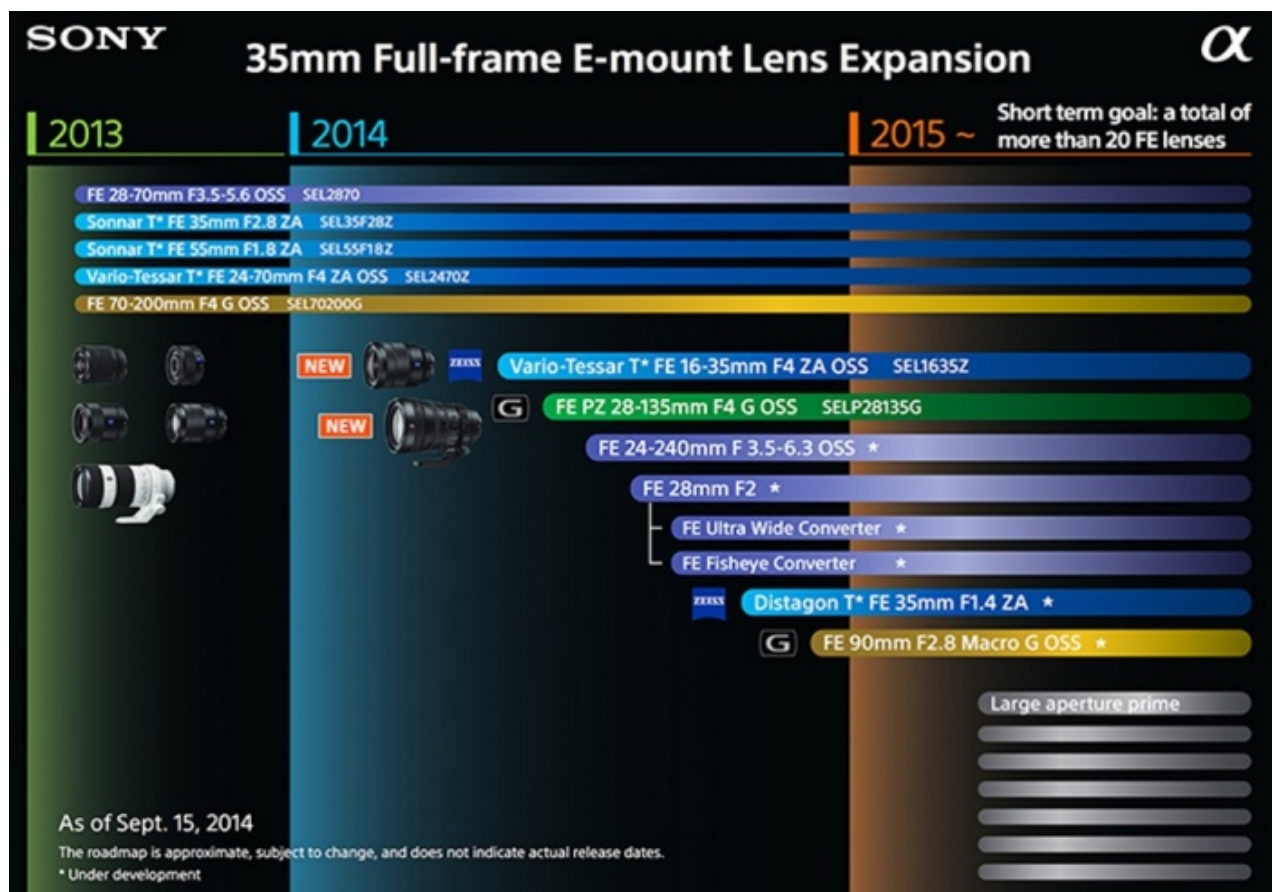 SONY
α
35mm Full-frame E-mount Lens Expansion
2013
2014
2015 ~
Short term goal: a total of
more than 20 FE lenses
FE 28-70mm F3.5-5.6 OSS SEL2870
Sonnar T* FE 35mm F2.8 ZA SEL35F28Z
Sonnar T* FE 55mm F1.8 ZA SEL55F18Z
Vario-Tessar T* FE 24-70mm F4 ZA OSS SEL2470Z
FE 70-200mm F4 G OSS SEL70200G
NEW ZEISS Vario-Tessar T* FE 16-35mm F4 ZA OSS SEL1635Z
NEW G FE PZ 28-135mm F4 G OSS SELP28135G
FE 24-240mm F 3.5-6.3 OSS *
FE 28mm F2 *
FE Ultra Wide Converter *
FE Fisheye Converter *
ZEISS Distagon T* FE 35mm F1.4 ZA *
G FE 90mm F2.8 Macro G OSS *
Large aperture prime
As of Sept. 15, 2014
The roadmap is approximate, subject to change, and does not indicate actual release dates.
* Under development